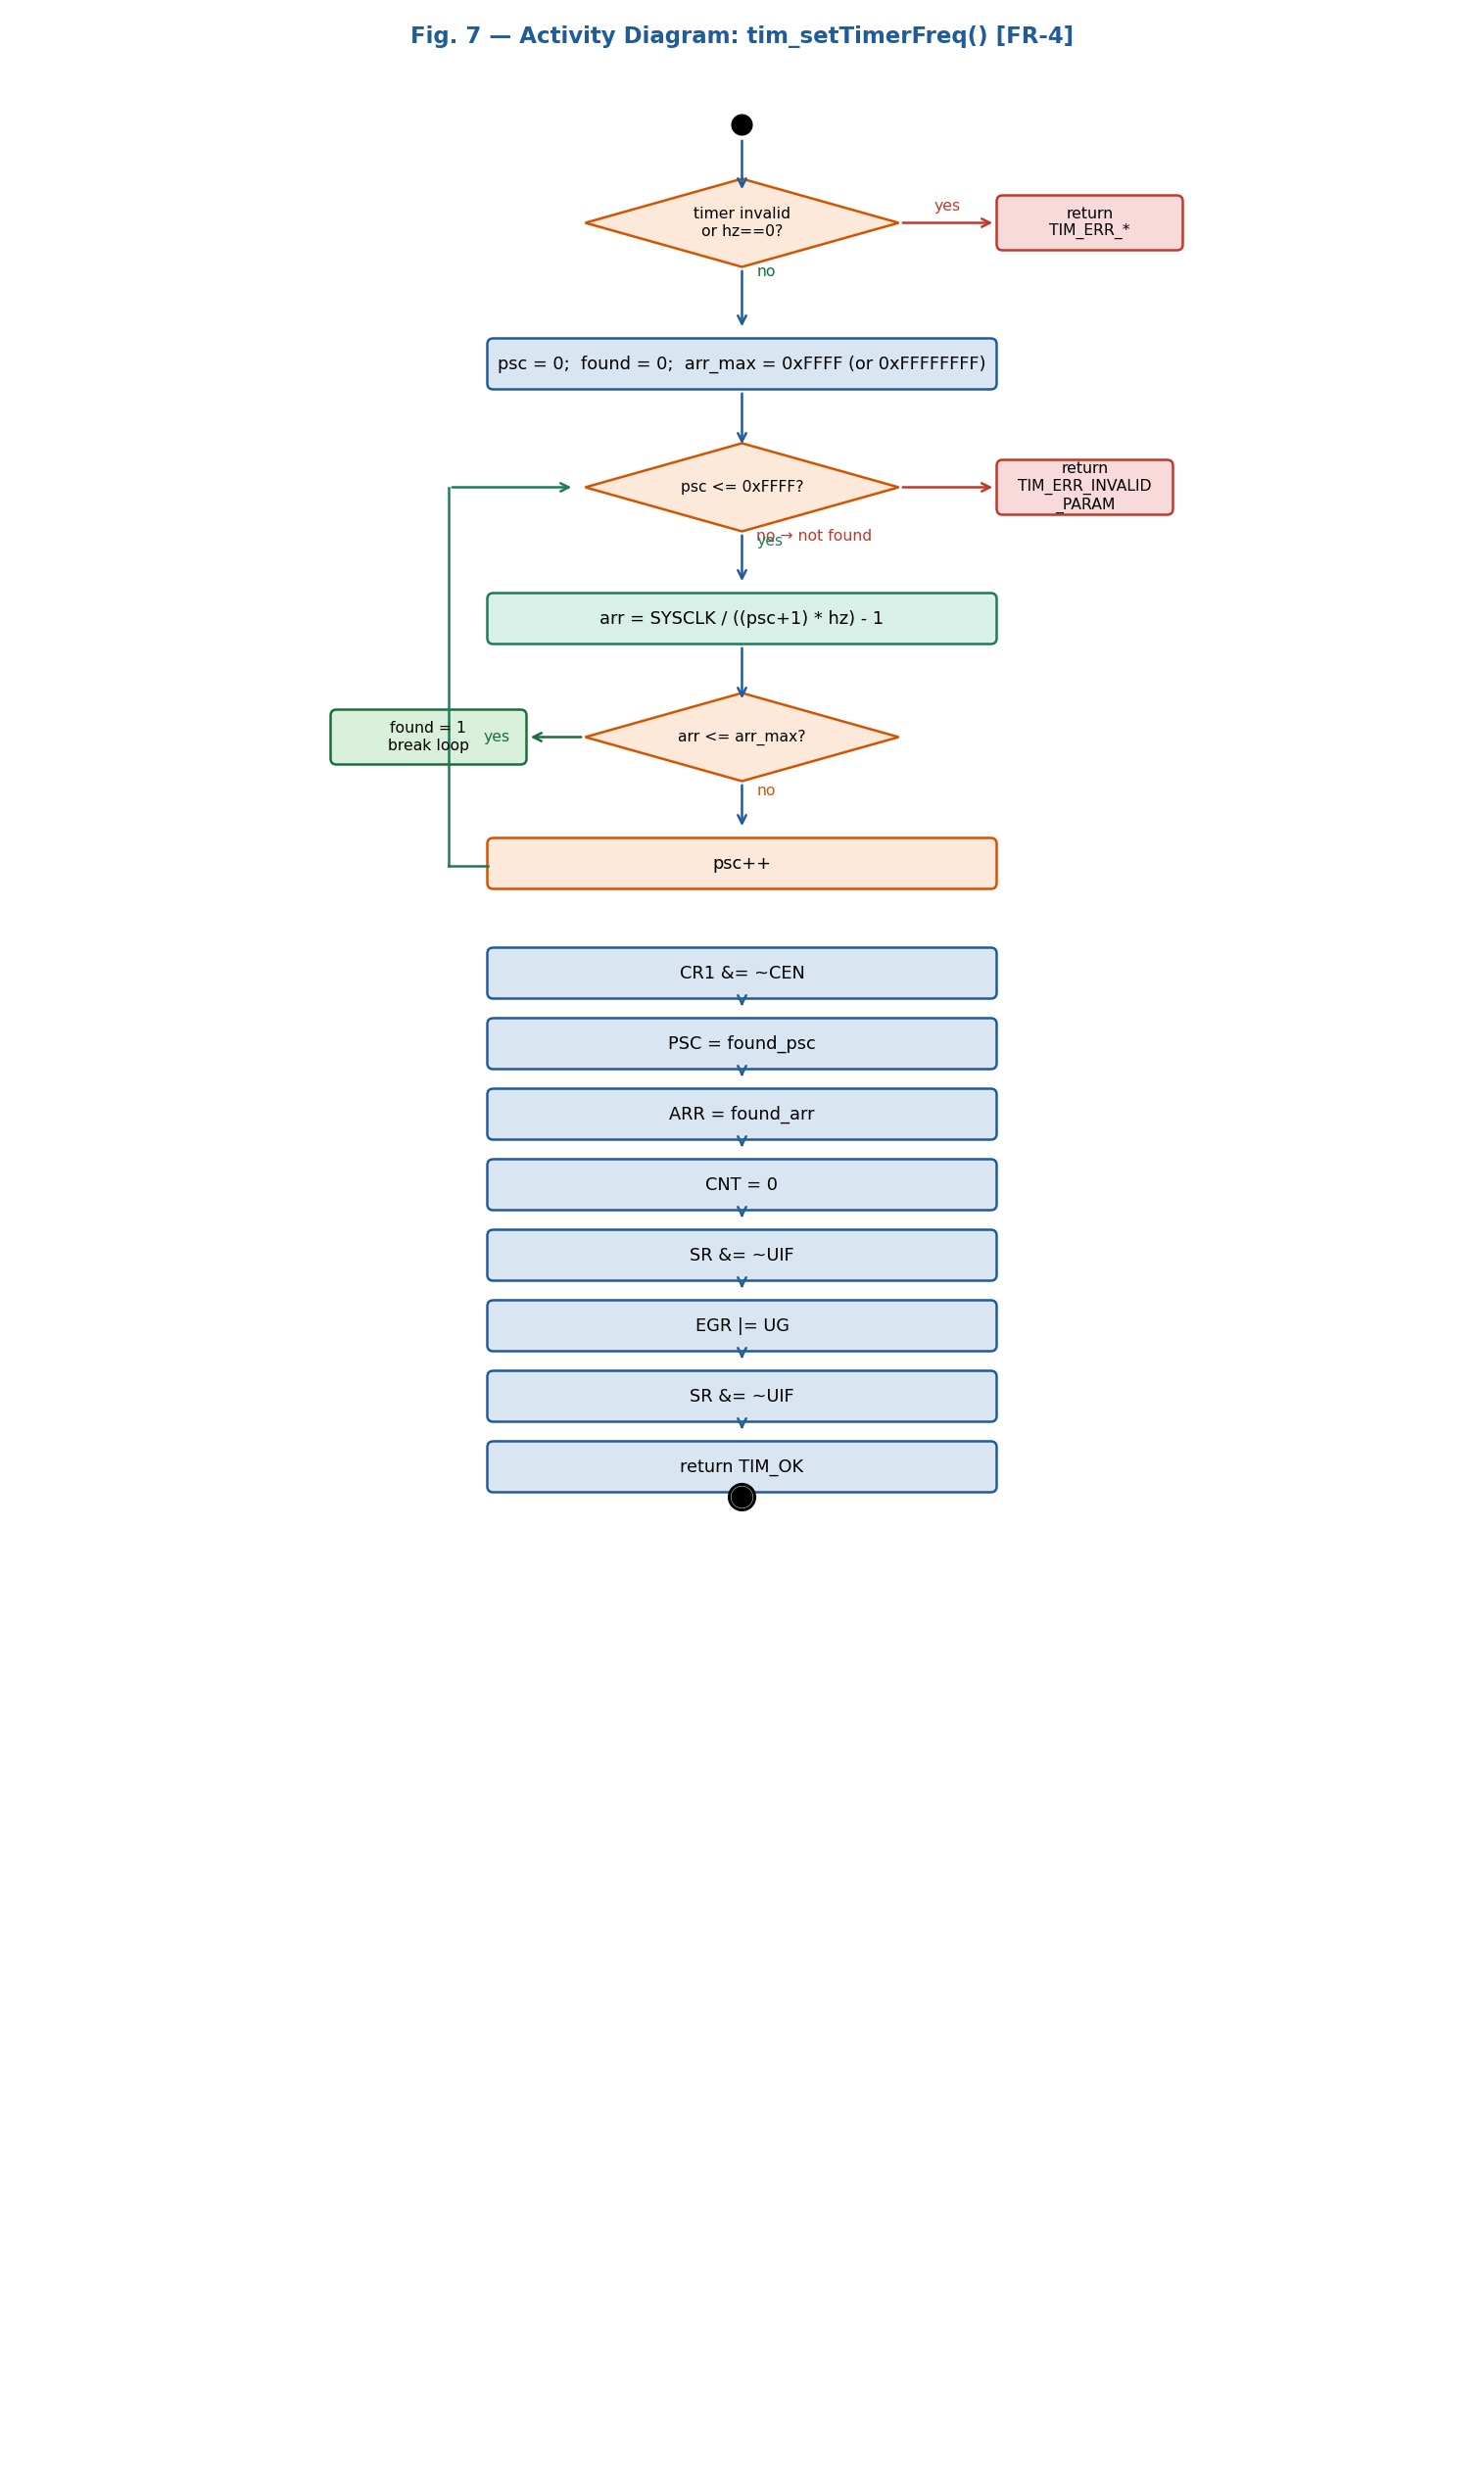 Fig. 7 — Activity Diagram: tim_setTimerFreq() [FR-4]
timer invalid
or hz==0?
yes
return
TIM_ERR_*
no
psc = 0;  found = 0;  arr_max = 0xFFFF (or 0xFFFFFFFF)
psc <= 0xFFFF?
return
TIM_ERR_INVALID
_PARAM
no → not found
yes
arr = SYSCLK / ((psc+1) * hz) - 1
found = 1
break loop
yes
arr <= arr_max?
no
psc++
CR1 &= ~CEN
PSC = found_psc
ARR = found_arr
CNT = 0
SR &= ~UIF
EGR |= UG
SR &= ~UIF
return TIM_OK